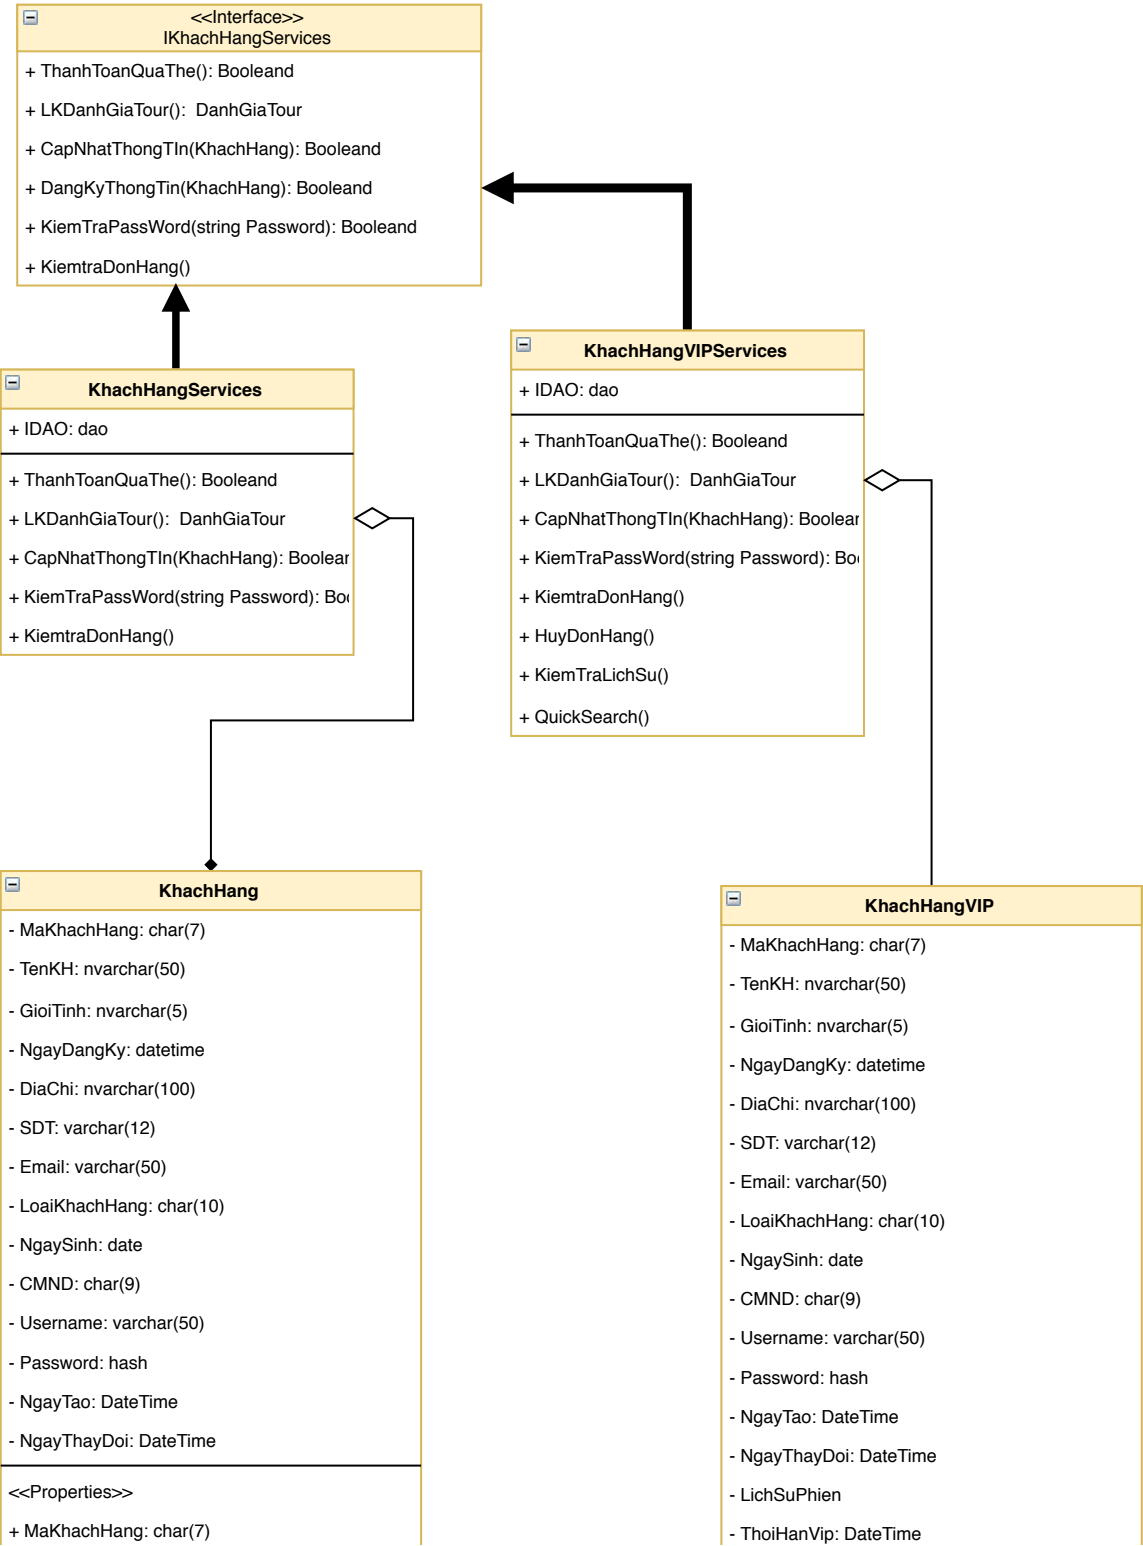 <<Interface>>
IKhachHangServices
+ ThanhToanQuaThe(): Booleand
+ LKDanhGiaTour():  DanhGiaTour
+ CapNhatThongTIn(KhachHang): Booleand
+ DangKyThongTin(KhachHang): Booleand
+ KiemTraPassWord(string Password): Booleand
+ KiemtraDonHang()
KhachHangServices
+ IDAO: dao
+ ThanhToanQuaThe(): Booleand
+ LKDanhGiaTour():  DanhGiaTour
+ CapNhatThongTIn(KhachHang):
+ KiemTraPassWord(string Password):
+ KiemtraDonHang()
KhachHangVIPServices
+ IDAO: dao
+ ThanhToanQuaThe(): Booleand
+ LKDanhGiaTour():  DanhGiaTour
+ CapNhatThongTIn(KhachHang):
+ KiemTraPassWord(string Password):
+ KiemtraDonHang()
+ HuyDonHang()
+ KiemTraLichSu()
+ QuickSearch()
KhachHang
- MaKhachHang: char(7)
- TenKH: nvarchar(50)
- GioiTinh: nvarchar(5)
- NgayDangKy: datetime
- DiaChi: nvarchar(100)
- SDT: varchar(12)
- Email: varchar(50)
- LoaiKhachHang: char(10)
- NgaySinh: date
- CMND: char(9)
- Username: varchar(50)
- Password: hash
- NgayTao: DateTime
- NgayThayDoi: DateTime
<<Properties>>
+ MaKhachHang: char(7)
KhachHangVIP
- MaKhachHang: char(7)
- TenKH: nvarchar(50)
- GioiTinh: nvarchar(5)
- NgayDangKy: datetime
- DiaChi: nvarchar(100)
- SDT: varchar(12)
- Email: varchar(50)
- LoaiKhachHang: char(10)
- NgaySinh: date
- CMND: char(9)
- Username: varchar(50)
- Password: hash
- NgayTao: DateTime
- NgayThayDoi: DateTime
- LichSuPhien
- ThoiHanVip: DateTime